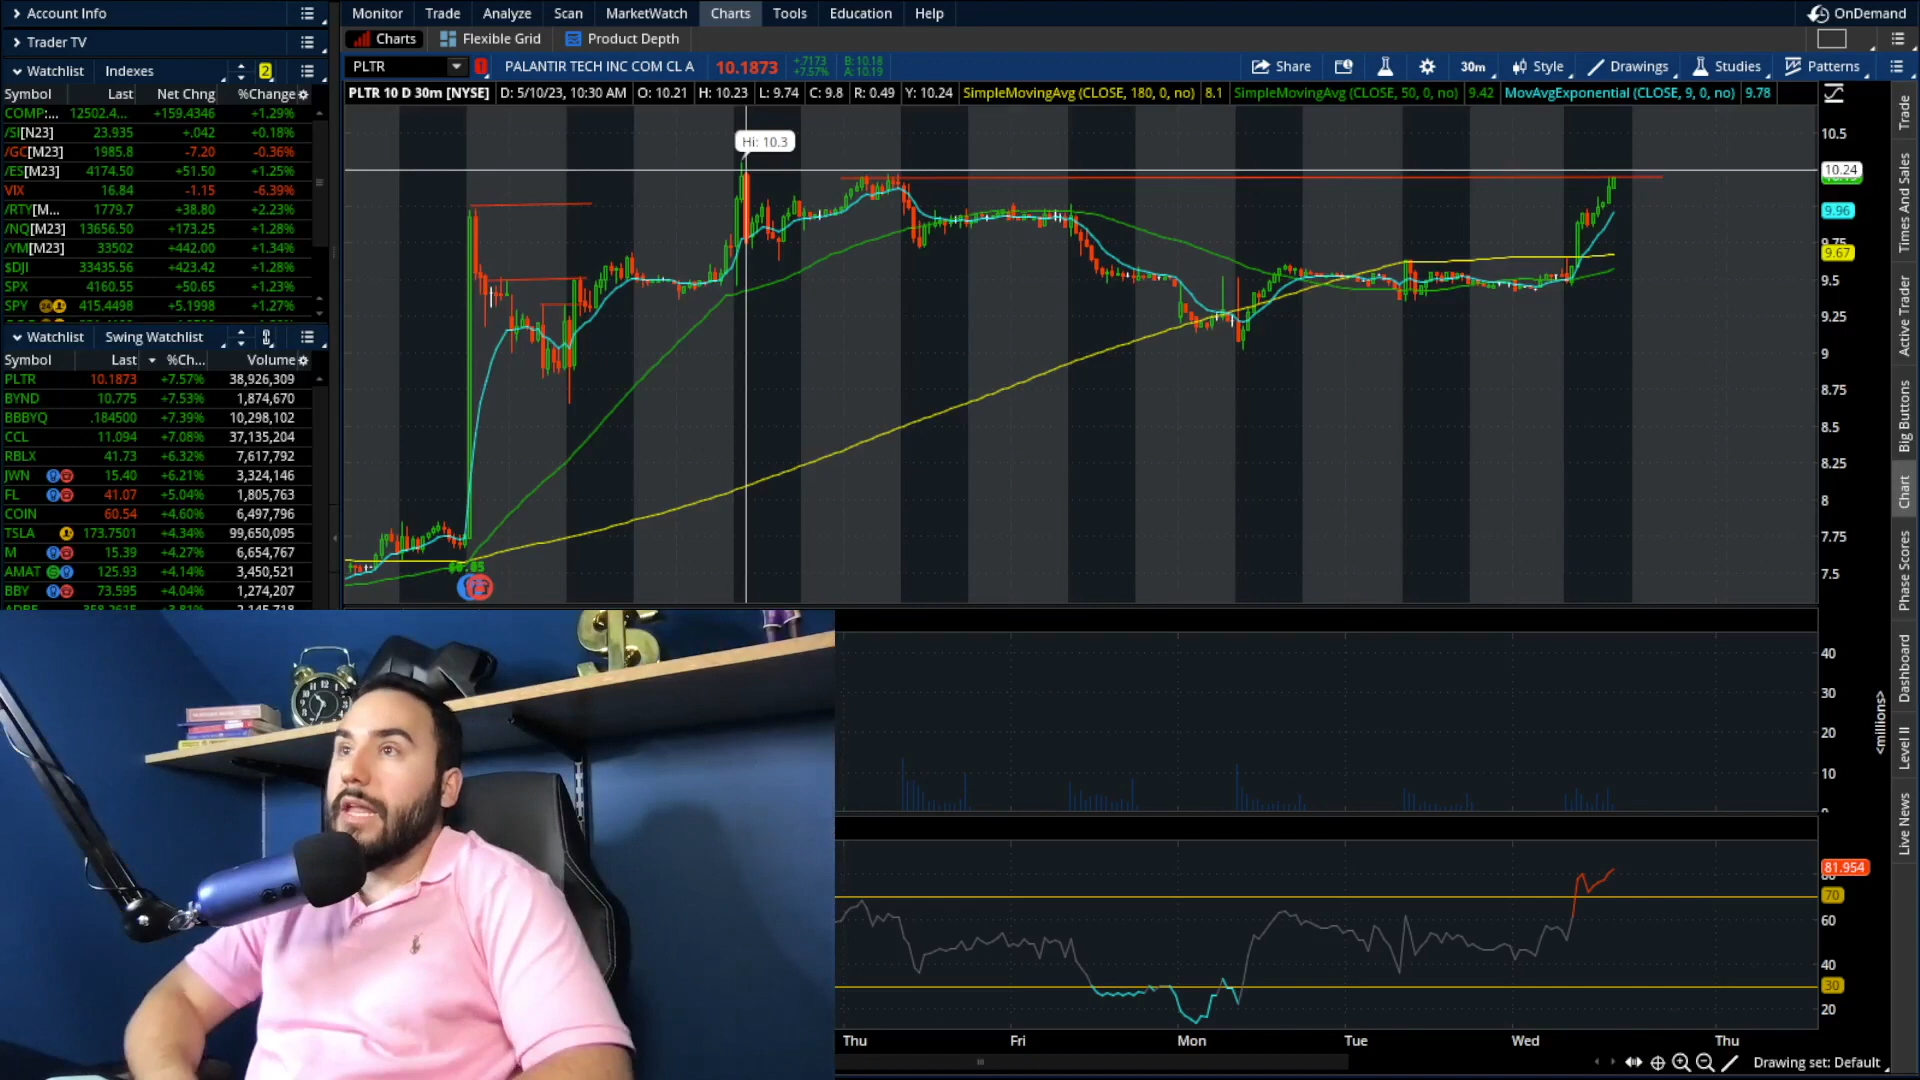 Account Info
Monitor Trade Analyze Scan MarketWatch Charts Tools Education Help OnDemand
Trader TV
Charts Flexible Grid Product Depth
Watchlist Indexes 2
PLTR PALANTIR TECH INC COM CL A 10.1873 +.7173 +7.57% B: 10.18 A: 10.19 Share 30m Style Drawings Studies Patterns
Symbol Last Net Chng %Change
PLTR 10 D 30m [NYSE] D: 5/10/23, 10:30 AM O: 10.21 H: 10.23 L: 9.74 C: 9.8 R: 0.49 Y: 10.24 SimpleMovingAvg (CLOSE, 180, 0, no) 8.1 SimpleMovingAvg (CLOSE, 50, 0, no) 9.42 MovAvgExponential (CLOSE, 9, 0, no) 9.78
COMP:... 12502.4... +159.4346 +1.29%
/SI[N23] 23.935 +.042 +0.18%
/GC[M23] 1985.8 -7.20 -0.36%
/ES[M23] 4174.50 +51.50 +1.25%
VIX 16.84 -1.15 -6.39%
/RTY[M... 1779.7 +38.80 +2.23%
/NQ[M23] 13656.50 +173.25 +1.28%
/YM[M23] 33502 +442.00 +1.34%
$DJI 33435.56 +423.42 +1.28%
SPX 4160.55 +50.65 +1.23%
SPY 415.4498 +5.1998 +1.27%
Watchlist Swing Watchlist
Symbol Last %Ch... Volume
PLTR 10.1873 +7.57% 38,926,309
BYND 10.775 +7.53% 1,874,670
BBBYQ .184500 +7.39% 10,298,102
CCL 11.094 +7.08% 37,135,204
RBLX 41.73 +6.32% 7,617,792
JWN 15.40 +6.21% 3,324,146
FL 41.07 +5.04% 1,805,763
COIN 60.54 +4.60% 6,497,796
TSLA 173.7501 +4.34% 99,650,095
M 15.39 +4.27% 6,654,767
AMAT 125.93 +4.14% 3,450,521
BBY 73.595 +4.04% 1,274,207
Hi: 10.3
10.5
10.24
9.96
9.75
9.67
9.5
9.25
9
8.75
8.5
8.25
8
7.75
7.5
40
30
20
10
<millions>
81.954
70
60
40
30
20
Thu Fri Mon Tue Wed Thu
Drawing set: Default
Trade
Times And Sales
Active Trader
Big Buttons
Chart
Phase Scores
Dashboard
Level II
Live News